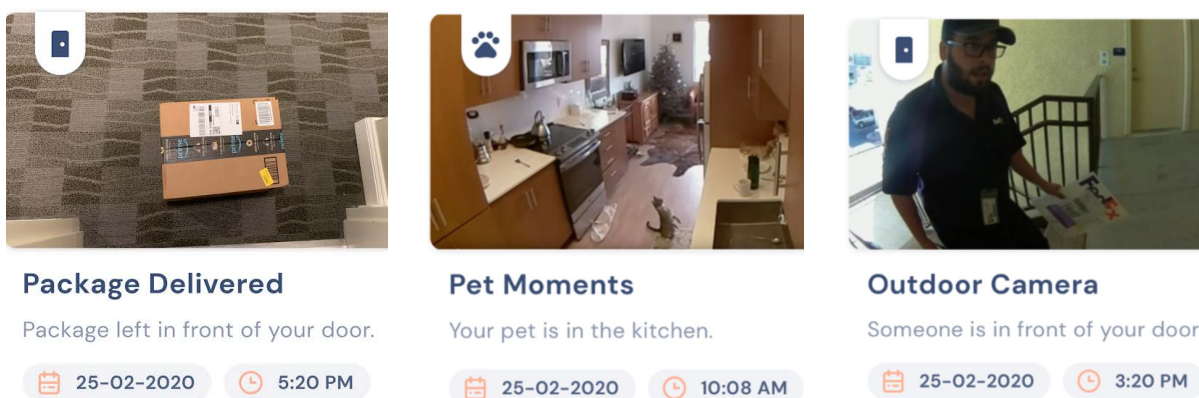 Package Delivered
Package left in front of your door.
25-02-2020
5:20 PM
prime
Pet Moments
Your pet is in the kitchen.
25-02-2020
10:08 AM
FedEx
Outdoor Camera
Someone is in front of your door
25-02-2020
3:20 PM